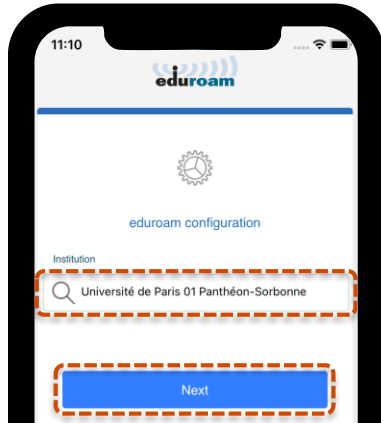 11:10
eduroam
eduroam configuration
Institution
Université de Paris 01 Panthéon-Sorbonne
Next